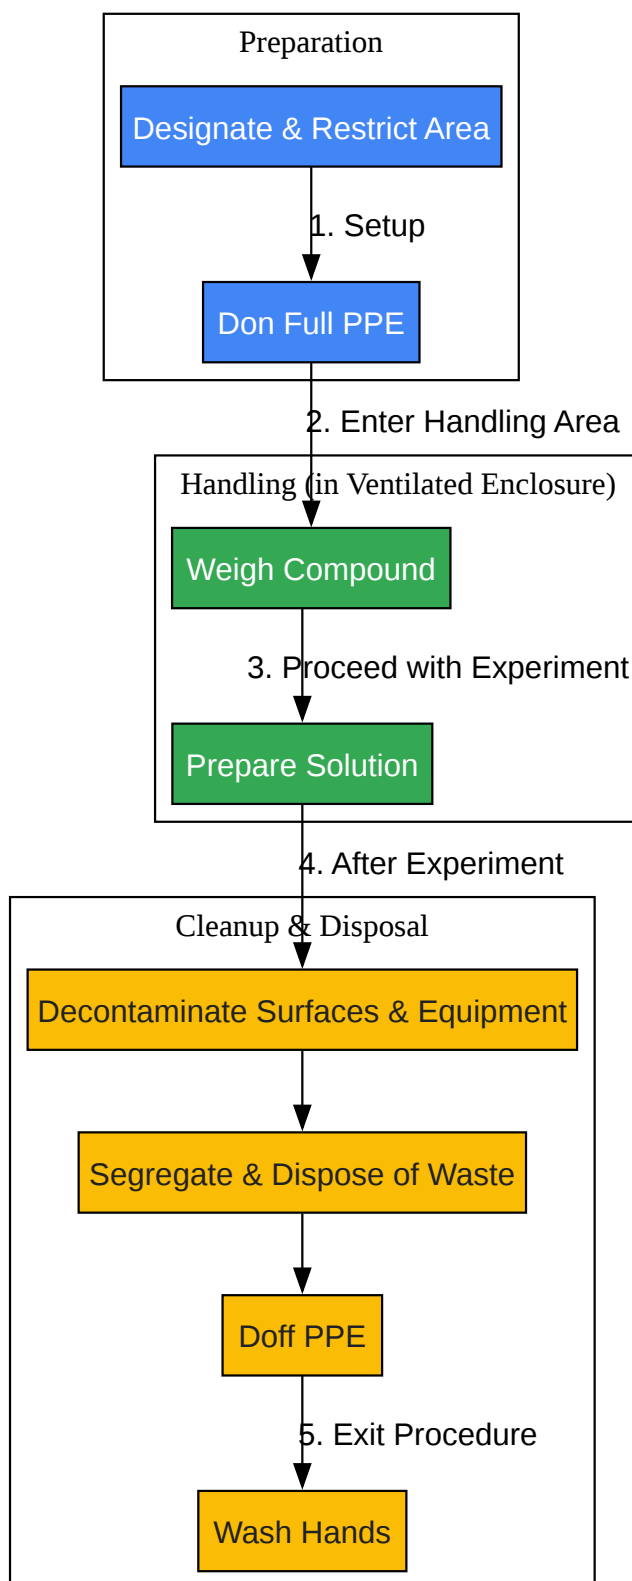 Preparation
Designate & Restrict Area
1. Setup
Don Full PPE
2. Enter Handling Area
Handling (in Ventilated Enclosure)
Weigh Compound
3. Proceed with Experiment
Prepare Solution
4. After Experiment
Cleanup & Disposal
Decontaminate Surfaces & Equipment
Segregate & Dispose of Waste
Doff PPE
5. Exit Procedure
Wash Hands